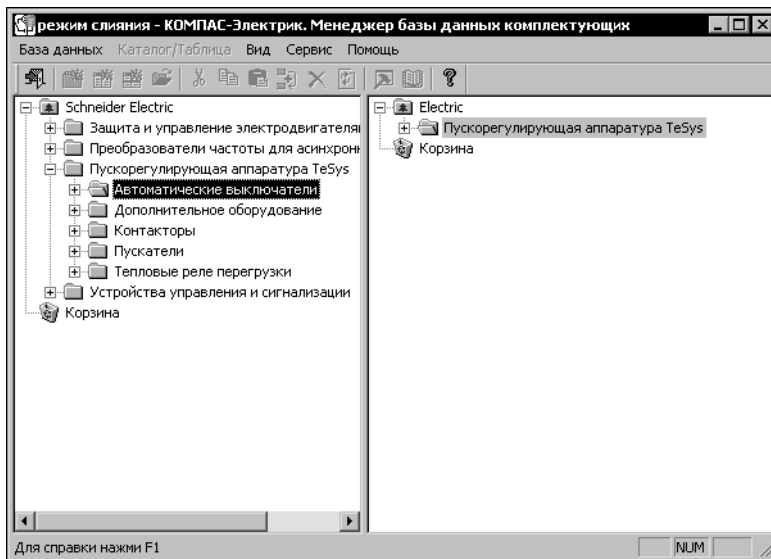 режим слияния - КОМПАС-Электрик. Менеджер базы данных комплектующих
База данных Каталог/Таблица Вид Сервис Помощь
Schneider Electric
Защита и управление электродвигателя
Преобразователи частоты для асинхронн
Пускорегулирующая аппаратура TeSys
Автоматические выключатели
Дополнительное оборудование
Контакторы
Пускатели
Тепловые реле перегрузки
Устройства управления и сигнализации
Корзина
Electric
Пускорегулирующая аппаратура TeSys
Корзина
Для справки нажми F1
NUM